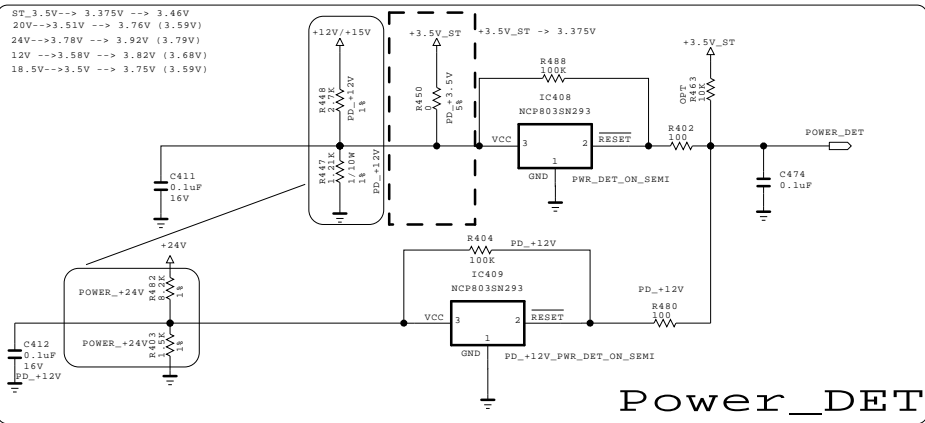 ST_3.5V--> 3.375V --> 3.46V
20V-->3.51V --> 3.76V (3.59V)
24V-->3.78V --> 3.92V (3.79V)
12V -->3.58V --> 3.82V (3.68V)
18.5V-->3.5V --> 3.75V (3.59V)
+12V/+15V
+3.5V_ST
+3.5V_ST -> 3.375V
+3.5V_ST
R448
2.7K
PD_+12V
1%
R450
0
PD_+3.5V
5%
R488
100K
IC408
NCP803SN293
VCC
3
2
RESET
1
GND
PWR_DET_ON_SEMI
OPT
R463
10K
R402
100
POWER_DET
R447
1.21K
1/10W
1%
PD_+12V
C411
0.1uF
16V
C474
0.1uF
+24V
POWER_+24V
R482
8.2K
1%
POWER_+24V
R403
1.5K
1%
C412
0.1uF
16V
PD_+12V
R404
100K
PD_+12V
IC409
NCP803SN293
VCC
3
2
RESET
1
GND
PD_+12V_PWR_DET_ON_SEMI
PD_+12V
R480
100
Power_DET